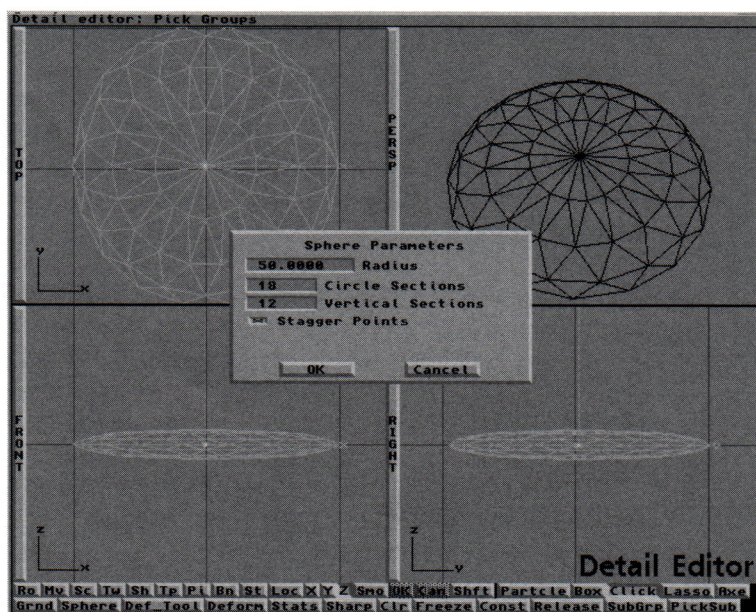 Detail editor: Pick Groups
TOP
PERSP
Y
X
Sphere Parameters
50.0000 Radius
18 Circle Sections
12 Vertical Sections
Stagger Points
OK Cancel
FRONT
RIGHT
Z
X
Z
Y
Detail Editor
Ro Mv Sc Tw Sh Tp Pi Bn St Loc X Y Z Smo OK Can Shft Partcle Box Click Lasso Axe
Grnd Sphere Def_Tool Deform Stats Sharp Clr Freeze Const Release SubGrp PickSub